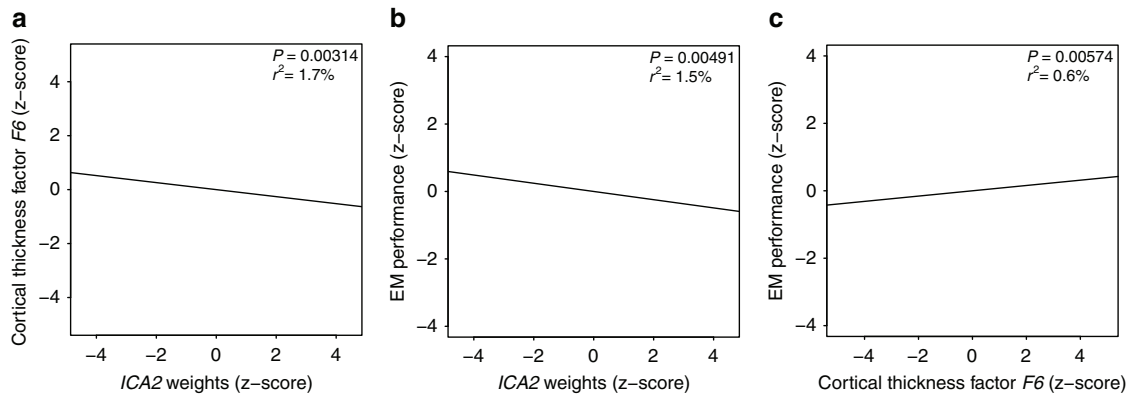 a
P = 0.00314
r² = 1.7%
Cortical thickness factor F6 (z−score)
4
2
0
−2
−4
−4 −2 0 2 4
ICA2 weights (z−score)
b
P = 0.00491
r² = 1.5%
EM performance (z−score)
4
2
0
−2
−4
−4 −2 0 2 4
ICA2 weights (z−score)
c
P = 0.00574
r² = 0.6%
EM performance (z−score)
4
2
0
−2
−4
−4 −2 0 2 4
Cortical thickness factor F6 (z−score)